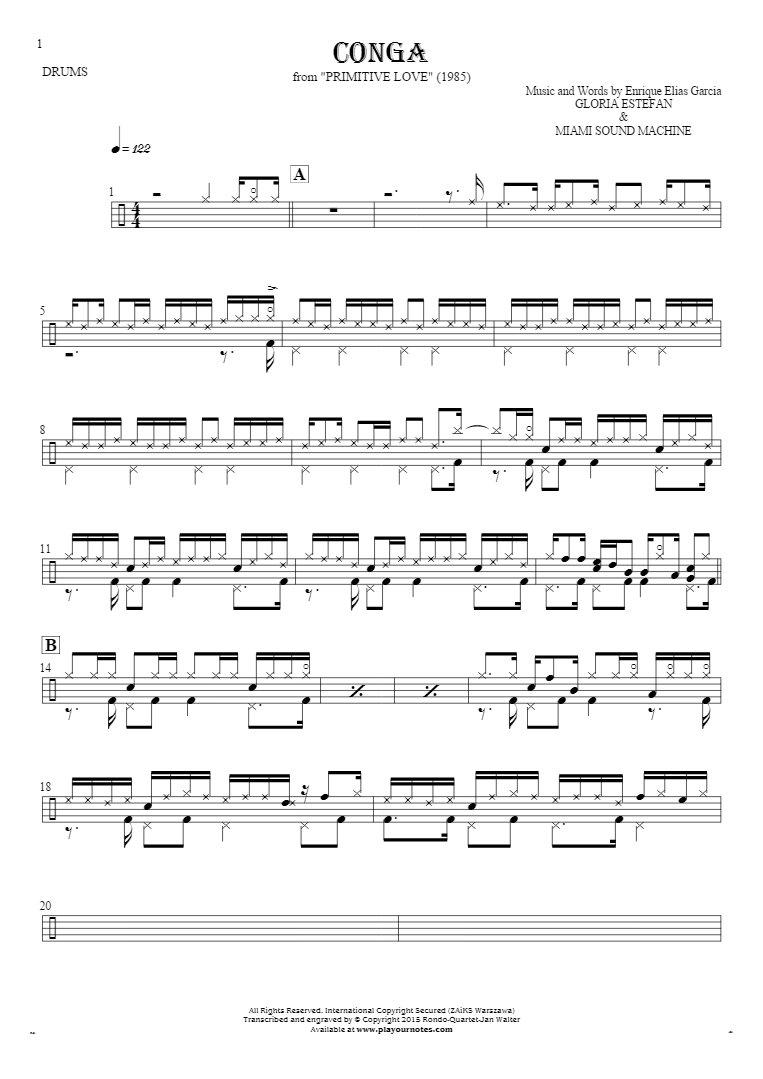 1
CONGA
DRUMS
from "PRIMITIVE LOVE" (1985)
Music and Words by Enrique Elias Garcia
GLORIA ESTEFAN
&
MIAMI SOUND MACHINE
= 122
A
1
4
4
5
8
11
B
14
18
20
All Rights Reserved. International Copyright Secured (ZAiKS Warszawa)
Transcribed and engraved by © Copyright 2015 Rondo-Quartet-Jan Walter
Available at www.playournotes.com